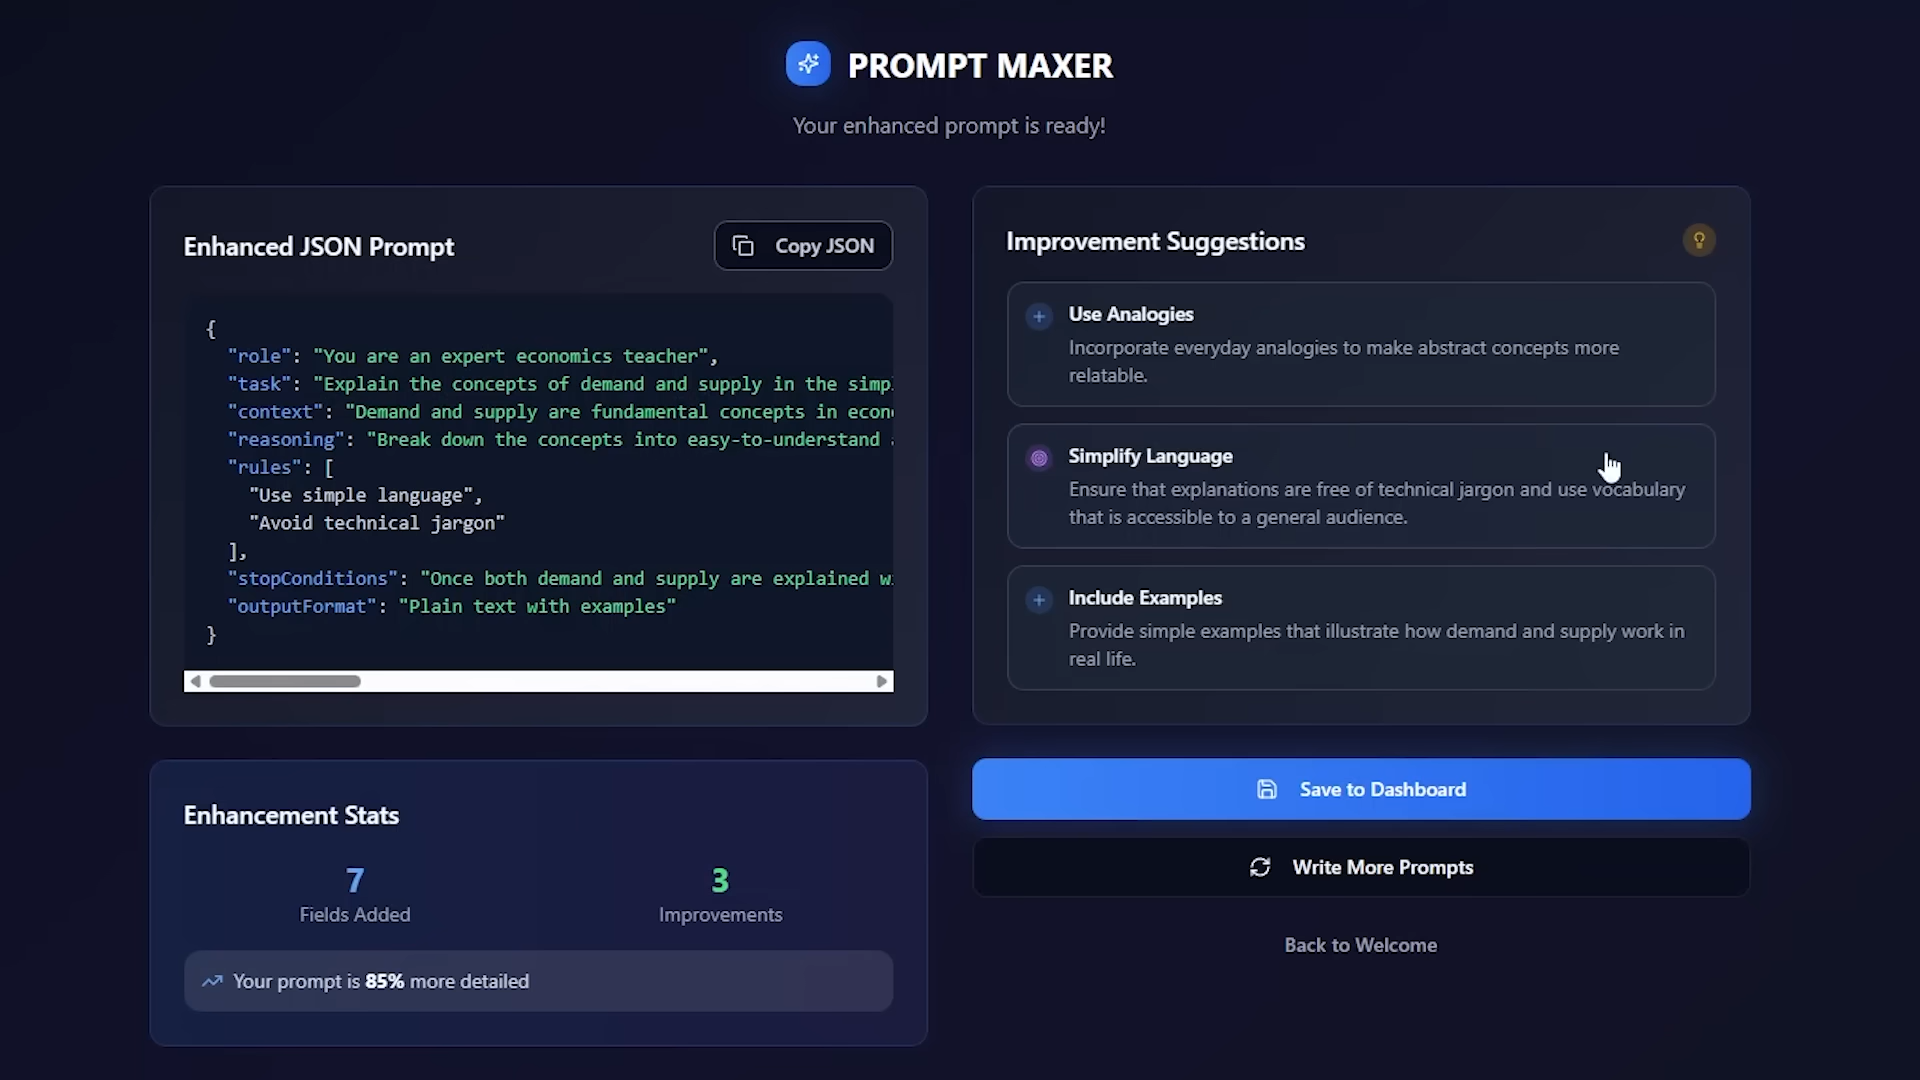 PROMPT MAXER
Your enhanced prompt is ready!
Enhanced JSON Prompt
Copy JSON
{
"role": "You are an expert economics teacher",
"task": "Explain the concepts of demand and supply in the
"context": "Demand and supply are fundamental concepts in
"reasoning": "Break down the concepts into easy-to-understand
"rules": [
"Use simple language",
"Avoid technical jargon"
],
"stopConditions": "Once both demand and supply are explained
"outputFormat": "Plain text with examples"
}
Improvement Suggestions
Use Analogies
Incorporate everyday analogies to make abstract concepts more
relatable.
Simplify Language
Ensure that explanations are free of technical jargon and use vocabulary
that is accessible to a general audience.
Include Examples
Provide simple examples that illustrate how demand and supply work in
real life.
Enhancement Stats
7
Fields Added
3
Improvements
Your prompt is 85% more detailed
Save to Dashboard
Write More Prompts
Back to Welcome